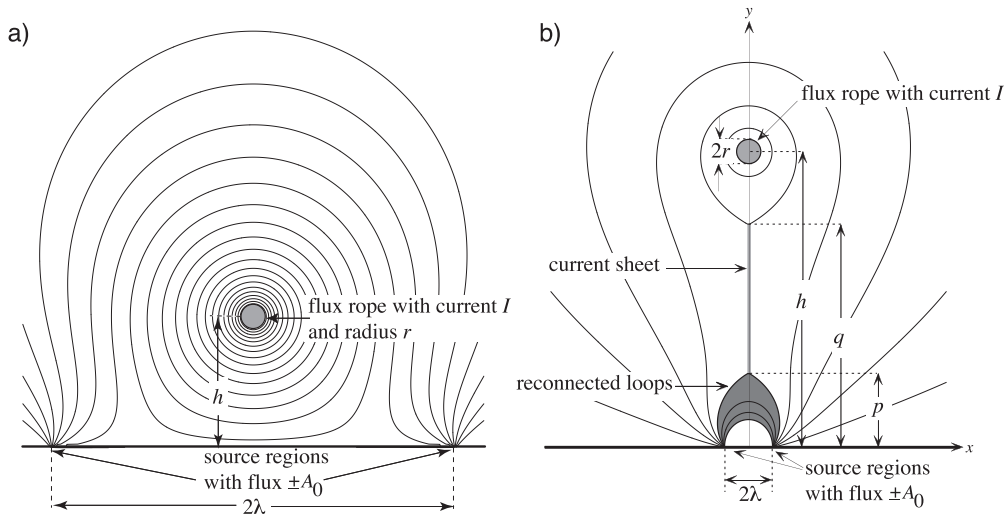 a)
flux rope with current I
and radius r
h
source regions
with flux ±A0
2λ
b)
y
flux rope with current I
2r
current sheet
h
q
reconnected loops
p
x
source regions
with flux ±A0
2λ